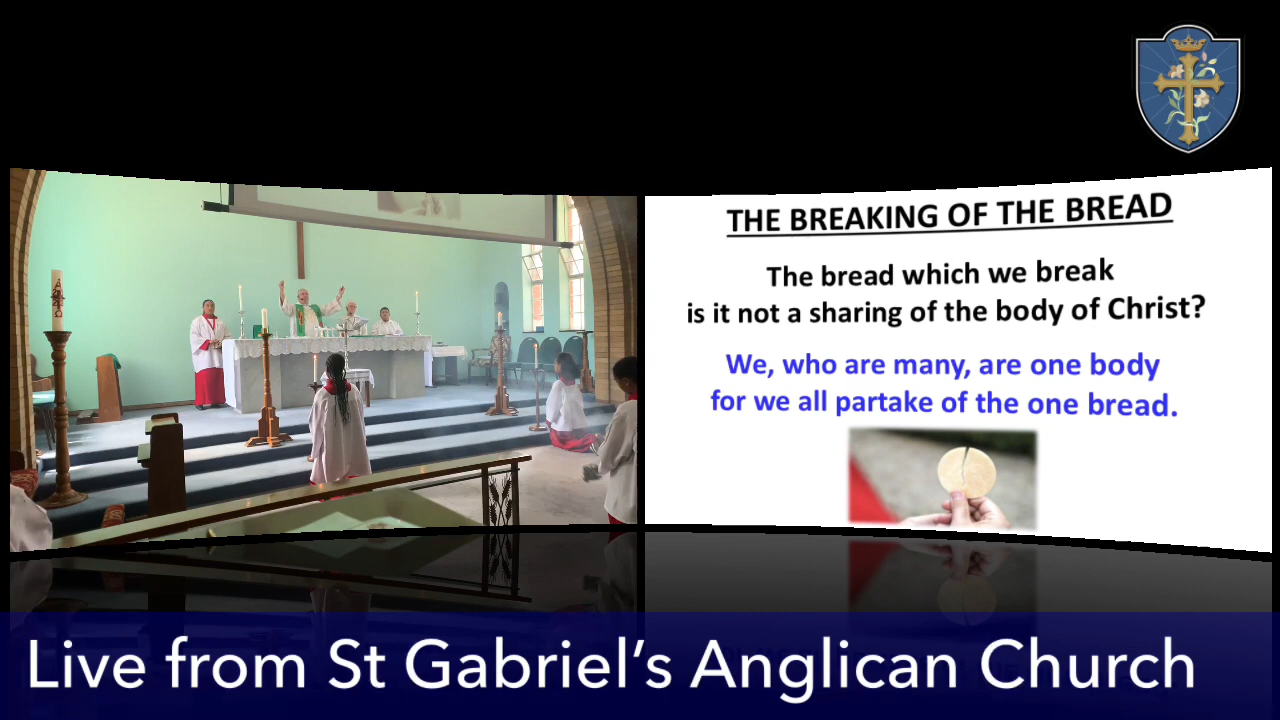 THE BREAKING OF THE BREAD
The bread which we break
is it not a sharing of the body of Christ?
We, who are many, are one body
for we all partake of the one bread.
Live from St Gabriel’s Anglican Church